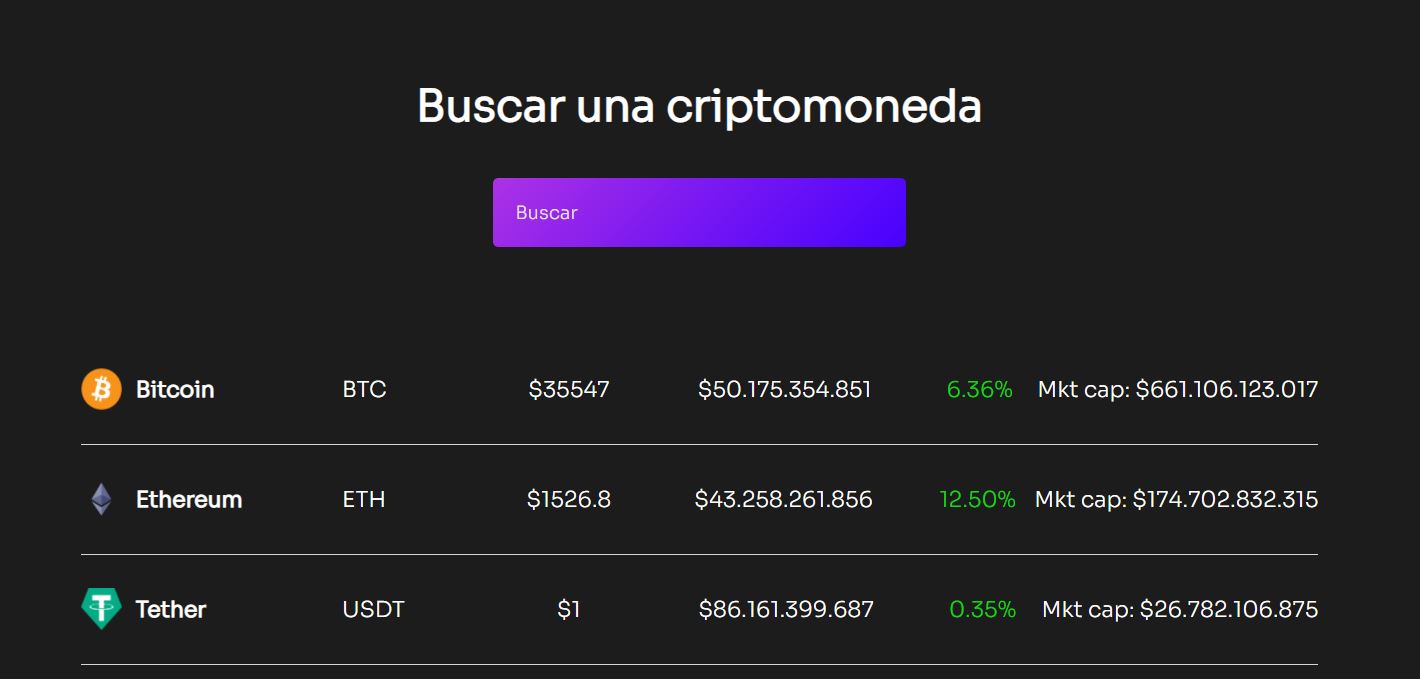 Buscar una criptomoneda
Buscar
Bitcoin BTC $35547 $50.175.354.851 6.36% Mkt cap: $661.106.123.017
Ethereum ETH $1526.8 $43.258.261.856 12.50% Mkt cap: $174.702.832.315
Tether USDT $1 $86.161.399.687 0.35% Mkt cap: $26.782.106.875